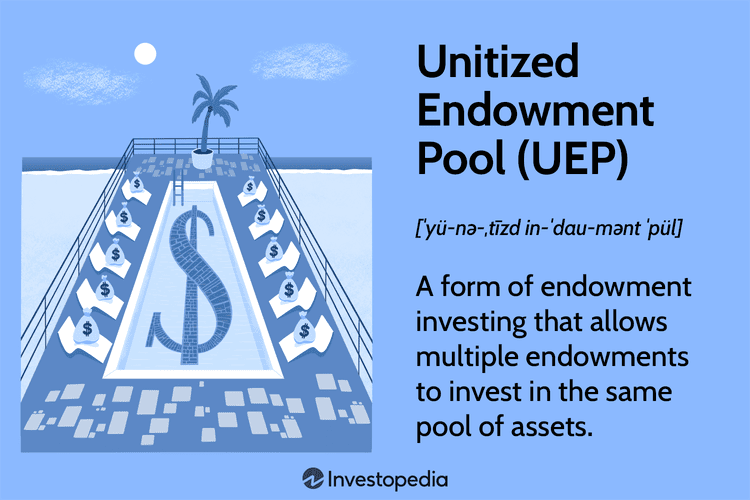 Unitized
Endowment
Pool (UEP)
[ˈyü-nə-ˌtīzd in-ˈdau-mənt ˈpül]
A form of endowment
investing that allows
multiple endowments
to invest in the same
pool of assets.
$
$
$
$
$
$
$
$
$
$
$
Investopedia